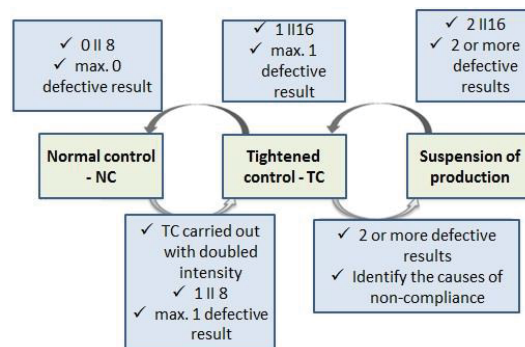 ✓ 0 II 8
✓ max. 0
defective result
✓ 1 II16
✓ max. 1
defective
result
✓ 2 II16
✓ 2 or more
defective
results
Normal control
- NC
Tightened
control - TC
Suspension of
production
✓ TC carried out
with doubled
intensity
✓ 1 II 8
✓ max. 1 defective
result
✓ 2 or more defective
results
✓ Identify the causes of
non-compliance